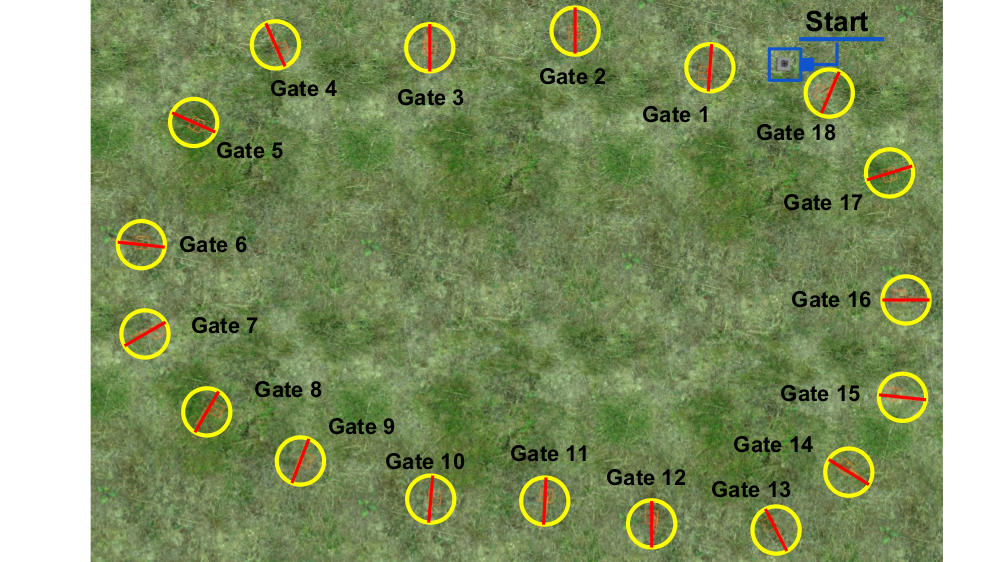 Start
Gate 4
Gate 3
Gate 2
Gate 1
Gate 18
Gate 5
Gate 17
Gate 6
Gate 16
Gate 7
Gate 8
Gate 15
Gate 9
Gate 14
Gate 10
Gate 11
Gate 12
Gate 13